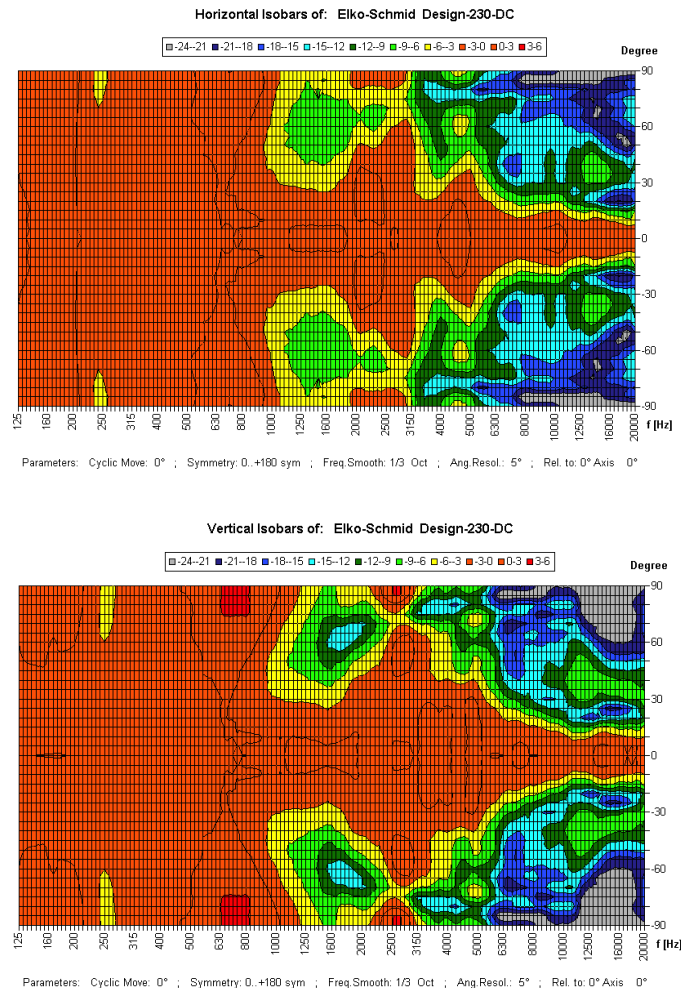 Horizontal Isobars of: Elko-Schmid Design-230-DC
-24--21 -21--18 -18--15 -15--12 -12--9 -9--6 -6--3 -3-0 0-3 3-6
Degree
90
60
30
0
-30
-60
-90
125 160 200 250 315 400 500 630 800 1000 1250 1600 2000 2500 3150 4000 5000 6300 8000 10000 12500 16000 20000
f [Hz]
Parameters: Cyclic Move: 0° ; Symmetry: 0..+180 sym ; Freq.Smooth: 1/3 Oct ; Ang.Resol.: 5° ; Rel. to: 0° Axis 0°
Vertical Isobars of: Elko-Schmid Design-230-DC
-24--21 -21--18 -18--15 -15--12 -12--9 -9--6 -6--3 -3-0 0-3 3-6
Degree
90
60
30
0
-30
-60
-90
125 160 200 250 315 400 500 630 800 1000 1250 1600 2000 2500 3150 4000 5000 6300 8000 10000 12500 16000 20000
f [Hz]
Parameters: Cyclic Move: 0° ; Symmetry: 0..+180 sym ; Freq.Smooth: 1/3 Oct ; Ang.Resol.: 5° ; Rel. to: 0° Axis 0°